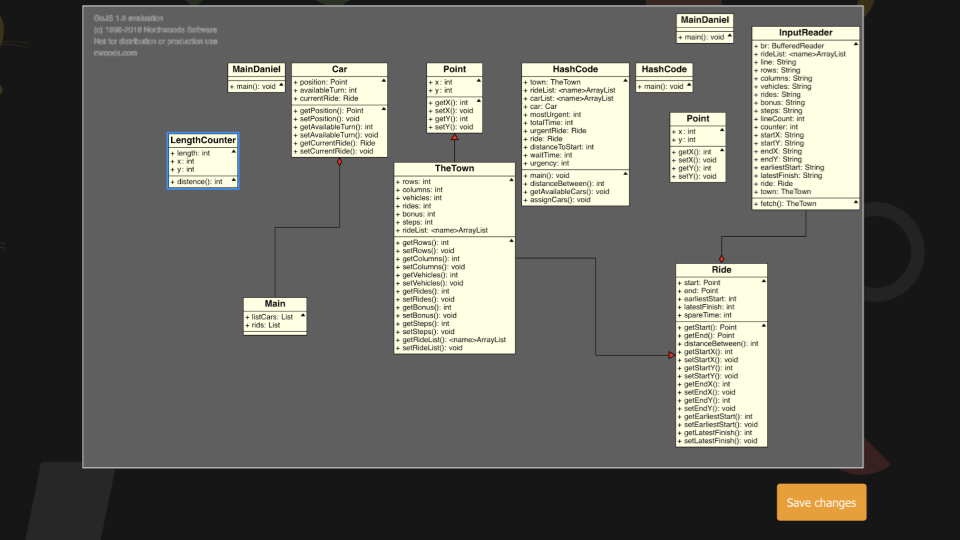 GoJS 1.8 evaluation
(c) 1998-2018 Northwoods Software
Not for distribution or production use
nwoods.com
MainDaniel
+ main(): void
InputReader
+ br: BufferedReader
+ rideList: <name>ArrayList
+ line: String
+ rows: String
+ columns: String
+ vehicles: String
+ rides: String
+ bonus: String
+ steps: String
+ lineCount: int
+ counter: int
+ startX: String
+ startY: String
+ endX: String
+ endY: String
+ earliestStart: String
+ latestFinish: String
+ ride: Ride
+ town: TheTown
+ fetch(): TheTown
MainDaniel
+ main(): void
Car
+ position: Point
+ availableTurn: int
+ currentRide: Ride
+ getPosition(): Point
+ setPosition(): void
+ getAvailableTurn(): int
+ setAvailableTurn(): void
+ getCurrentRide(): Ride
+ setCurrentRide(): void
Point
+ x: int
+ y: int
+ getX(): int
+ setX(): void
+ getY(): int
+ setY(): void
HashCode
+ town: TheTown
+ rideList: <name>ArrayList
+ carList: <name>ArrayList
+ car: Car
+ mostUrgent: int
+ totalTime: int
+ urgentRide: Ride
+ ride: Ride
+ distanceToStart: int
+ waitTime: int
+ urgency: int
+ main(): void
+ distanceBetween(): int
+ getAvailableCars(): void
+ assignCars(): void
HashCode
+ main(): void
Point
+ x: int
+ y: int
+ getX(): int
+ setX(): void
+ getY(): int
+ setY(): void
LengthCounter
+ length: int
+ x: int
+ y: int
+ distence(): int
TheTown
+ rows: int
+ columns: int
+ vehicles: int
+ rides: int
+ bonus: int
+ steps: int
+ rideList: <name>ArrayList
+ getRows(): int
+ setRows(): void
+ getColumns(): int
+ setColumns(): void
+ getVehicles(): int
+ setVehicles(): void
+ getRides(): int
+ setRides(): void
+ getBonus(): int
+ setBonus(): void
+ getSteps(): int
+ setSteps(): void
+ getRideList(): <name>ArrayList
+ setRideList(): void
Ride
+ start: Point
+ end: Point
+ earliestStart: int
+ latestFinish: int
+ spareTime: int
+ getStart(): Point
+ getEnd(): Point
+ distanceBetween(): int
+ getStartX(): int
+ setStartX(): void
+ getStartY(): int
+ setStartY(): void
+ getEndX(): int
+ setEndX(): void
+ getEndY(): int
+ setEndY(): void
+ getEarliestStart(): int
+ setEarliestStart(): void
+ getLatestFinish(): int
+ setLatestFinish(): void
Main
+ listCars: List
+ rids: List
Save changes